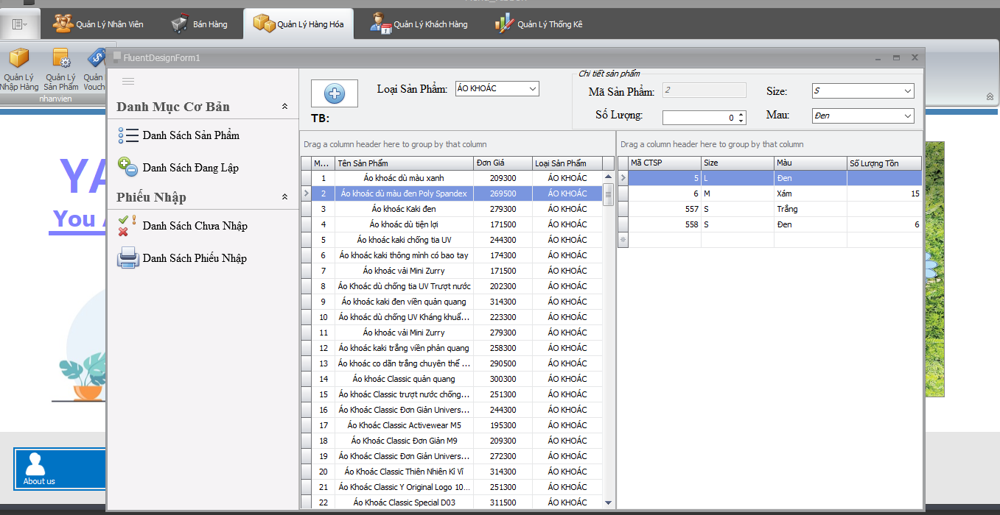 Quản Lý Nhân Viên
Bán Hàng
Quản Lý Hàng Hóa
Quản Lý Khách Hàng
Quản Lý Thống Kê
Quản Lý Nhập Hàng
Quản Lý Sản Phẩm
Quản
Vouch
nhanvien
YA
You A
About us
FluentDesignForm1
Danh Mục Cơ Bản
Danh Sách Sản Phẩm
Danh Sách Đang Lập
Phiếu Nhập
Danh Sách Chưa Nhập
Danh Sách Phiếu Nhập
Loại Sản Phẩm: ÁO KHOÁC
TB:
Chi tiết sản phẩm
Mã Sản Phẩm: 2 Size: S
Số Lượng: 0 Mau: Đen
Drag a column header here to group by that column
M... Tên Sản Phẩm Đơn Giá Loại Sản Phẩm
1 Áo khoác dù màu xanh 209300 ÁO KHOÁC
2 Áo khoác dù màu đen Poly Spandex 269500 ÁO KHOÁC
3 Áo khoác Kaki đen 279300 ÁO KHOÁC
4 Áo khoác dù tiện lợi 171500 ÁO KHOÁC
5 Áo khoác kaki chống tia UV 244300 ÁO KHOÁC
6 Áo khoác kaki thông mình có bao tay 174300 ÁO KHOÁC
7 Áo khoác vải Mini Zurry 171500 ÁO KHOÁC
8 Áo Khoác dù chống tia UV Trượt nước 202300 ÁO KHOÁC
9 Áo khoác kaki đen viền quản quang 314300 ÁO KHOÁC
10 Áo khoác dù chống UV Kháng khuẩ... 223300 ÁO KHOÁC
11 Áo khoác vải Mini Zurry 279300 ÁO KHOÁC
12 Áo khoác kaki trắng viền phản quang 258300 ÁO KHOÁC
13 Áo khoác co dãn trắng chuyên thể ... 290500 ÁO KHOÁC
14 Áo khoác Classic quản quang 300300 ÁO KHOÁC
15 Áo khoác Classic trượt nước chống... 251300 ÁO KHOÁC
16 Áo Khoác Classic Đơn Giản Univers... 244300 ÁO KHOÁC
17 Áo Khoác Classic Activewear M5 195300 ÁO KHOÁC
18 Áo Khoác Classic Đơn Giản M9 209300 ÁO KHOÁC
19 Áo Khoác Classic Đơn Giản Univers... 272300 ÁO KHOÁC
20 Áo Khoác Classic Thiên Nhiên Kì Vĩ 314300 ÁO KHOÁC
21 Áo Khoác Classic Y Original Logo 10... 251300 ÁO KHOÁC
22 Áo Khoác Classic Special D03 311500 ÁO KHOÁC
Drag a column header here to group by that column
Mã CTSP Size Màu Số Lượng Tồn
5 L Đen
6 M Xám 15
557 S Trắng
558 S Đen 6